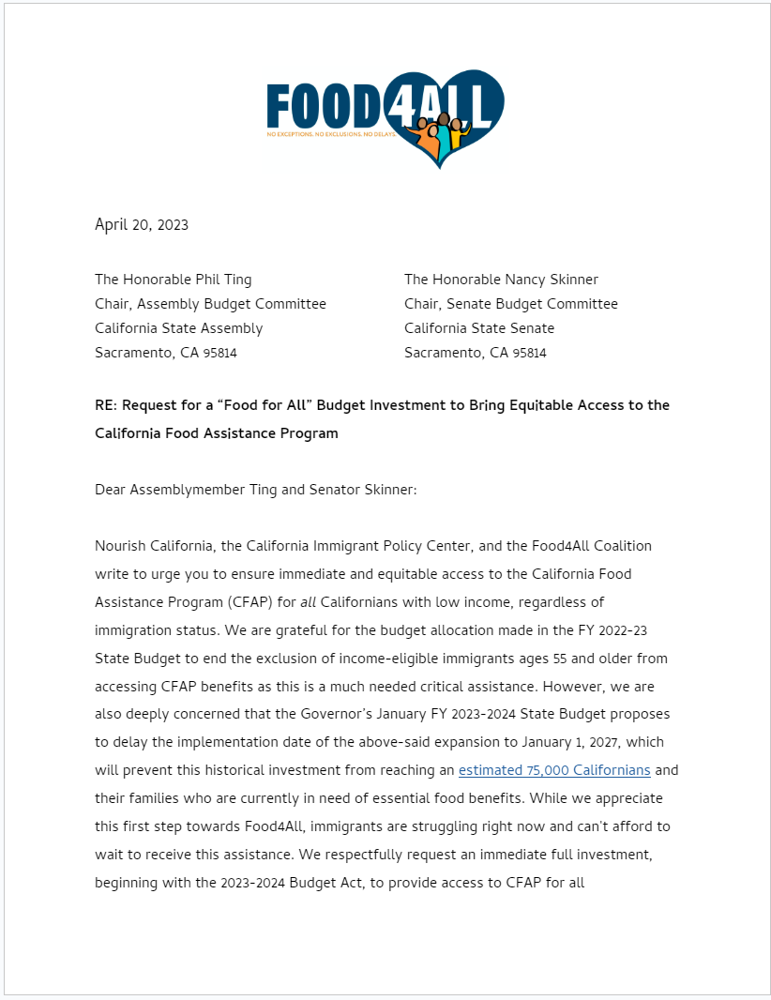 FOOD4ALL
NO EXCEPTIONS. NO EXCLUSIONS. NO DELAYS.
April 20, 2023
The Honorable Phil Ting
Chair, Assembly Budget Committee
California State Assembly
Sacramento, CA 95814
The Honorable Nancy Skinner
Chair, Senate Budget Committee
California State Senate
Sacramento, CA 95814
RE: Request for a “Food for All” Budget Investment to Bring Equitable Access to the
California Food Assistance Program
Dear Assemblymember Ting and Senator Skinner:
Nourish California, the California Immigrant Policy Center, and the Food4All Coalition
write to urge you to ensure immediate and equitable access to the California Food
Assistance Program (CFAP) for all Californians with low income, regardless of
immigration status. We are grateful for the budget allocation made in the FY 2022-23
State Budget to end the exclusion of income-eligible immigrants ages 55 and older from
accessing CFAP benefits as this is a much needed critical assistance. However, we are
also deeply concerned that the Governor’s January FY 2023-2024 State Budget proposes
to delay the implementation date of the above-said expansion to January 1, 2027, which
will prevent this historical investment from reaching an estimated 75,000 Californians and
their families who are currently in need of essential food benefits. While we appreciate
this first step towards Food4All, immigrants are struggling right now and can't afford to
wait to receive this assistance. We respectfully request an immediate full investment,
beginning with the 2023-2024 Budget Act, to provide access to CFAP for all